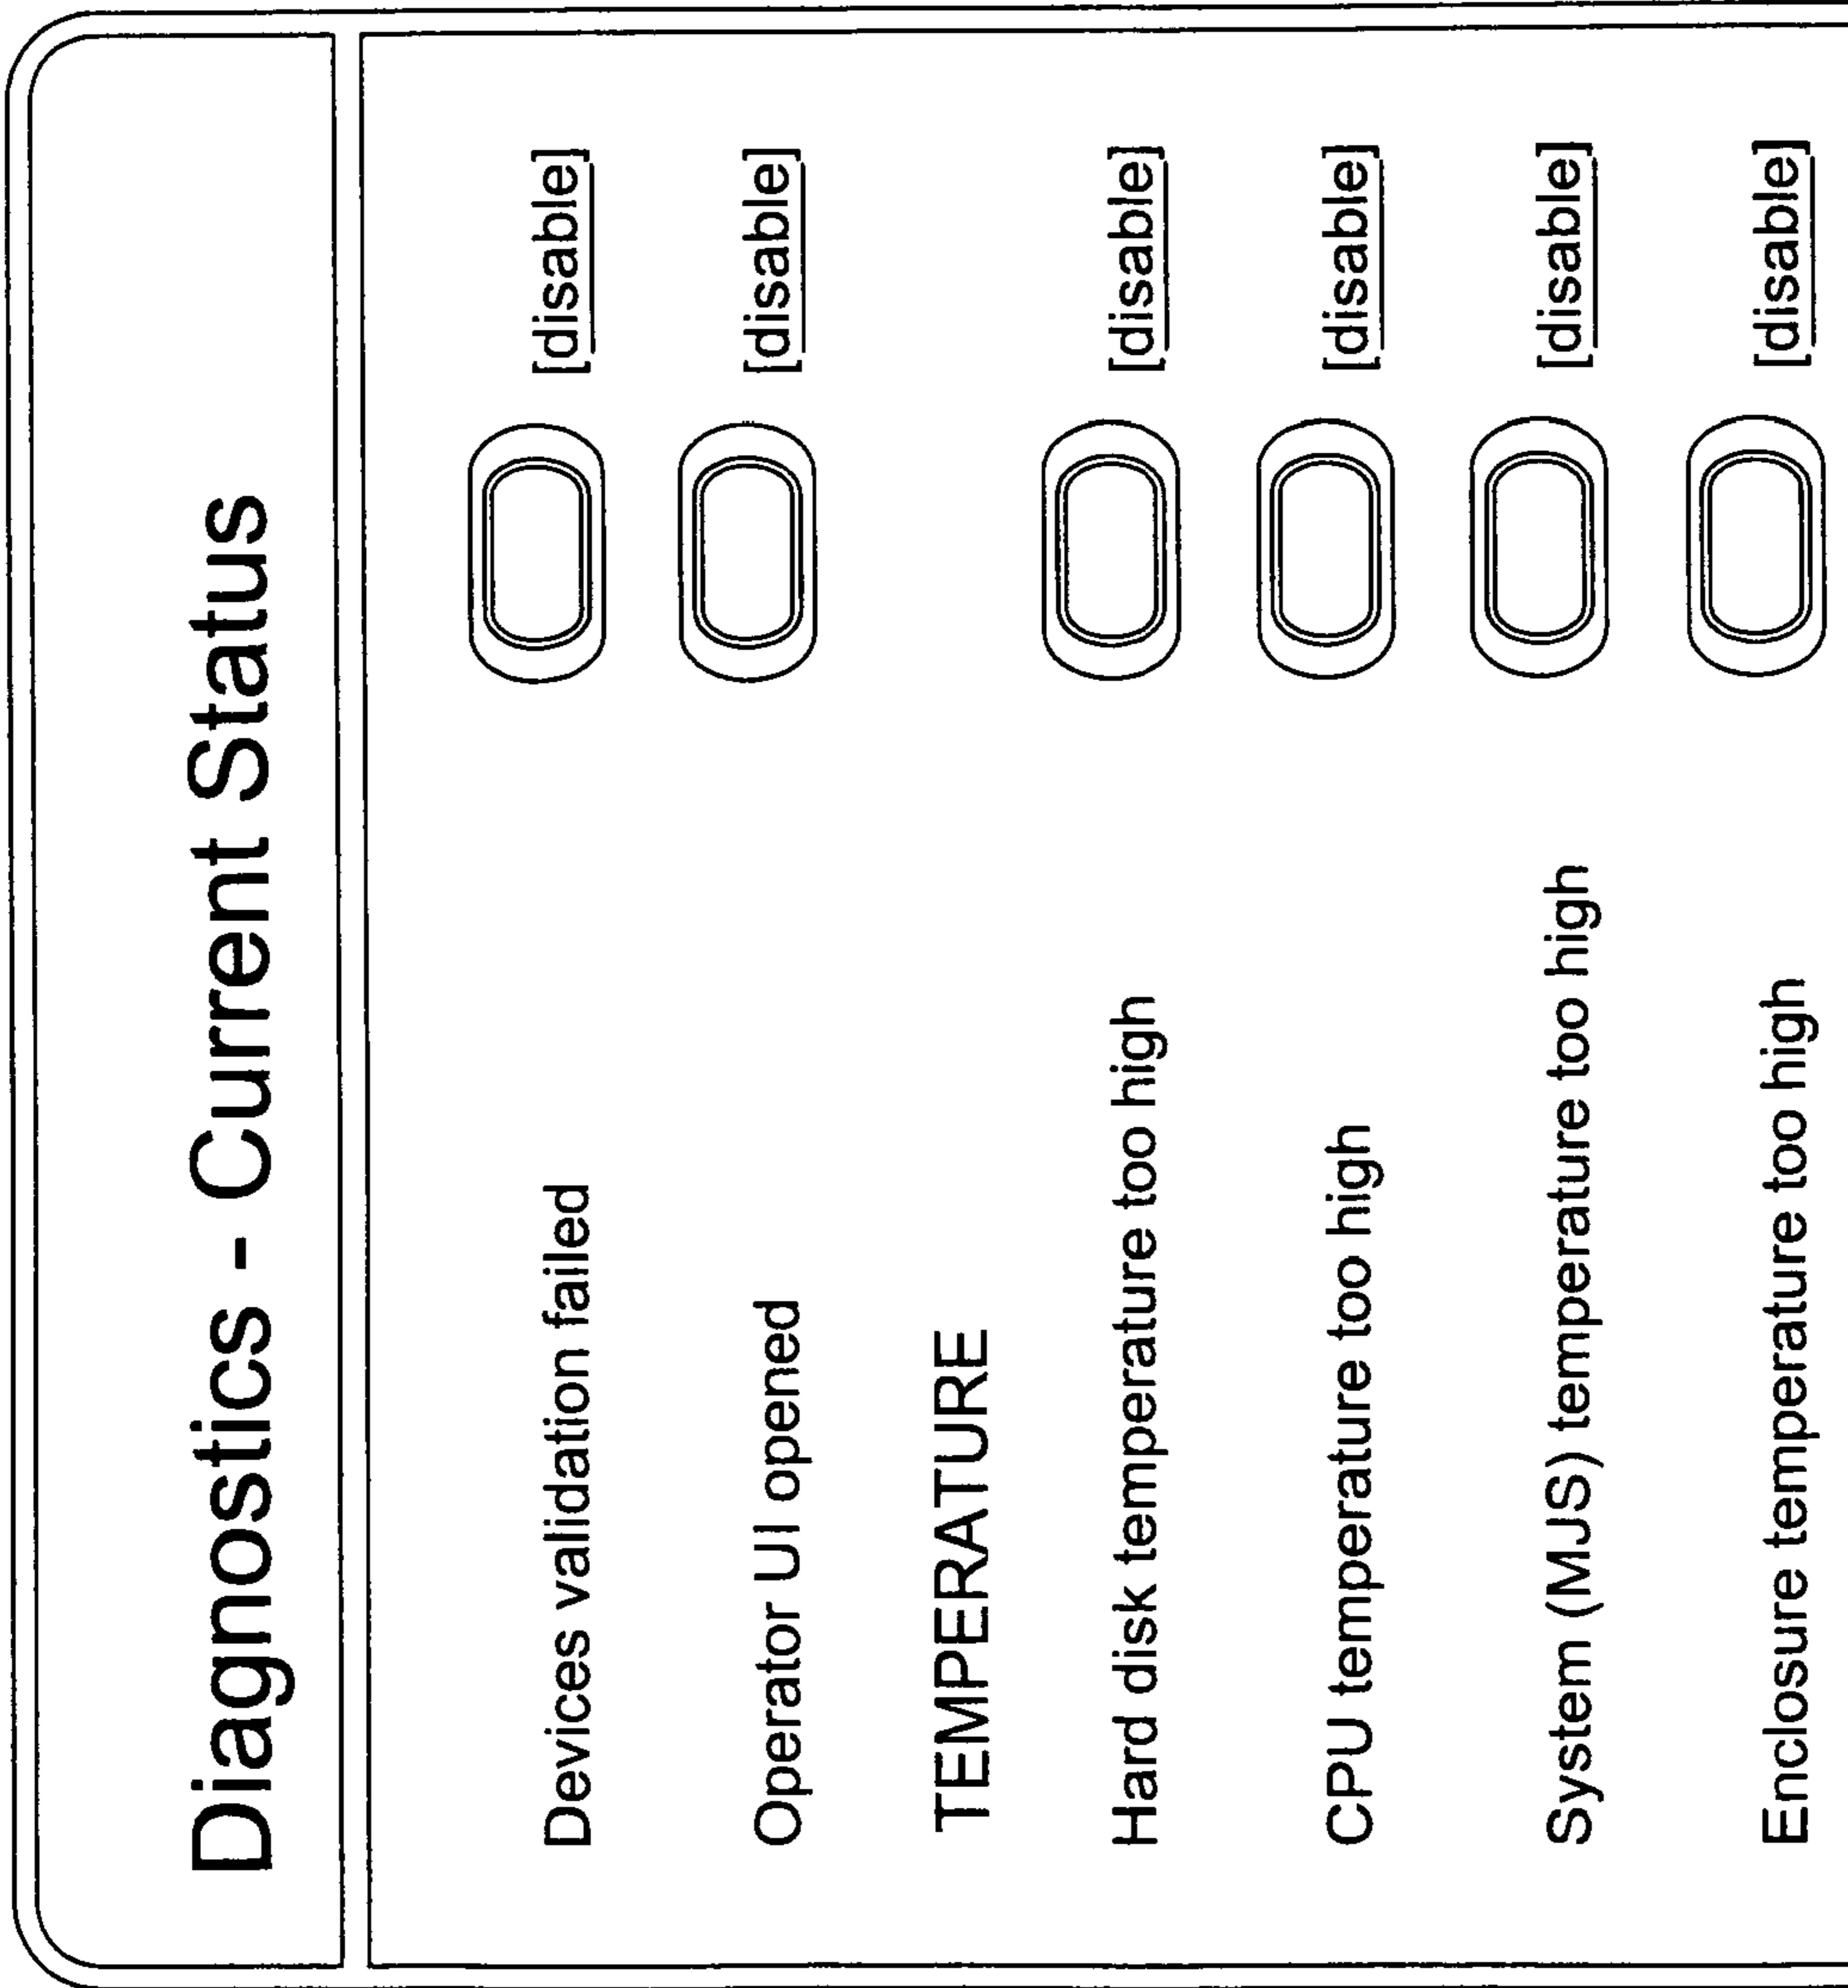 Diagnostics - Current Status
Devices validation failed [disable]
Operator UI opened [disable]
TEMPERATURE
Hard disk temperature too high [disable]
CPU temperature too high [disable]
System (MJS) temperature too high [disable]
Enclosure temperature too high [disable]